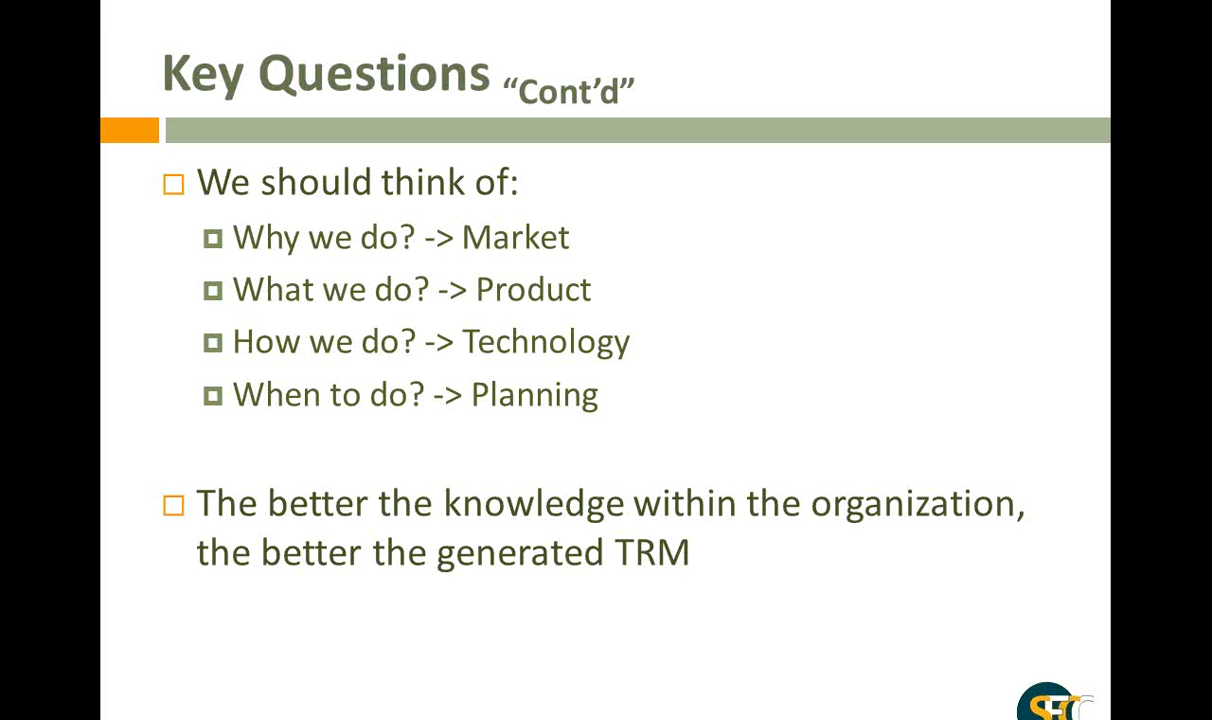 Key Questions “Cont’d”
We should think of:
Why we do? -> Market
What we do? -> Product
How we do? -> Technology
When to do? -> Planning
The better the knowledge within the organization,
the better the generated TRM